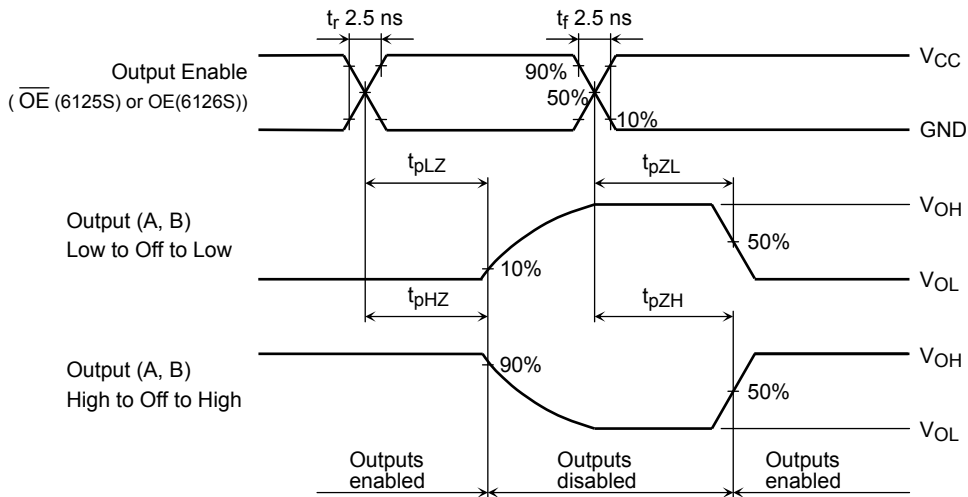 tr 2.5 ns
tf 2.5 ns
Output Enable
( OE (6125S) or OE(6126S))
90%
50%
10%
VCC
GND
tpLZ
tpZL
Output (A, B)
Low to Off to Low
10%
50%
VOH
VOL
tpHZ
tpZH
Output (A, B)
High to Off to High
90%
50%
VOH
VOL
Outputs
enabled
Outputs
disabled
Outputs
enabled